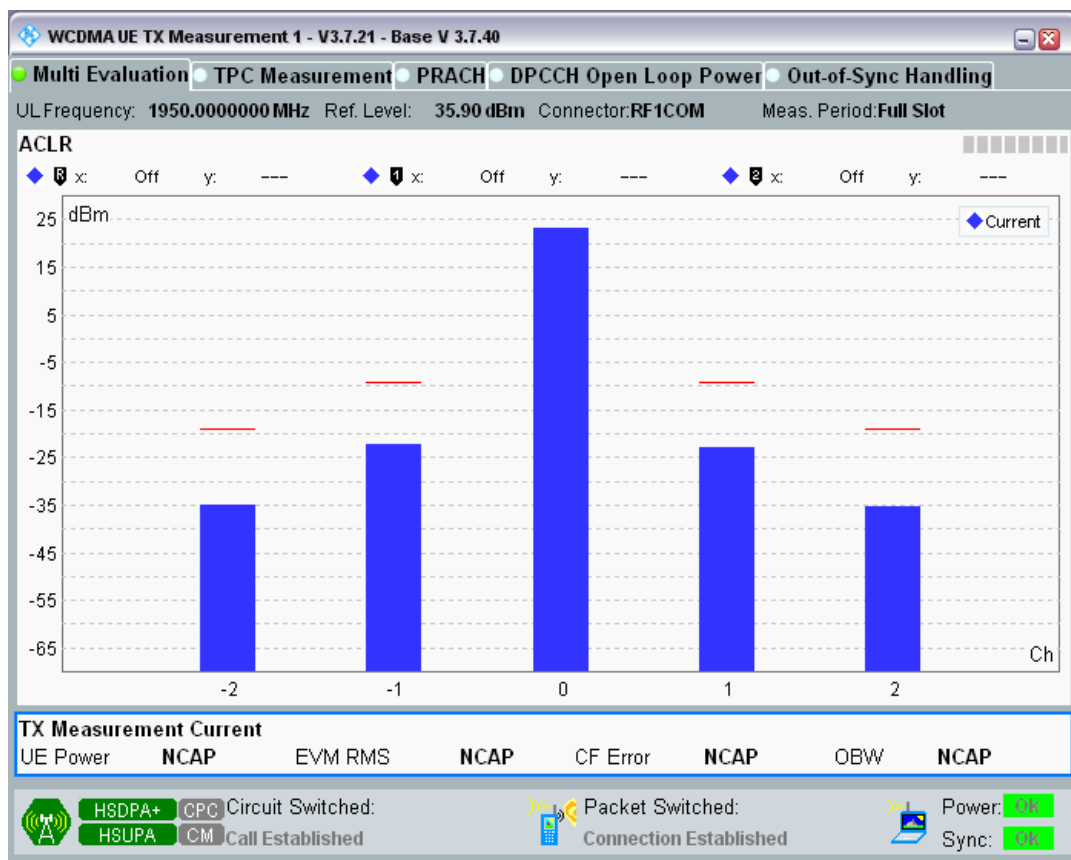 WCDMA UE TX Measurement 1 - V3.7.21 - Base V 3.7.40
Multi Evaluation TPC Measurement PRACH DPCCH Open Loop Power Out-of-Sync Handling
UL Frequency: 1950.0000000 MHz Ref. Level: 35.90 dBm Connector: RF1COM Meas. Period: Full Slot
ACLR
R x: Off y: --- 1 x: Off y: --- 2 x: Off y: ---
dBm
Current
25
15
5
-5
-15
-25
-35
-45
-55
-65
Ch
-2 -1 0 1 2
TX Measurement Current
UE Power NCAP EVM RMS NCAP CF Error NCAP OBW NCAP
HSDPA+ CPC Circuit Switched: Packet Switched: Power: OK
HSUPA CM Call Established Connection Established Sync: OK